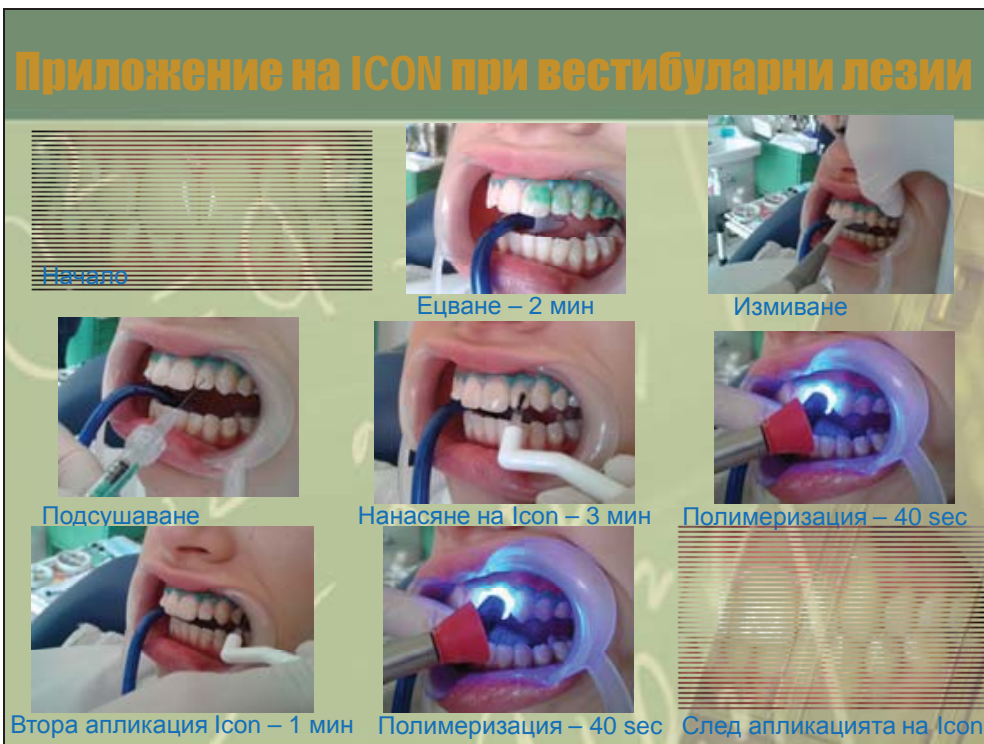 Приложение на ICON при вестибуларни лезии
Начало
Ецване – 2 мин
Измиване
Подсушаване
Нанасяне на Icon – 3 мин
Полимеризация – 40 sec
Втора апликация Icon – 1 мин
Полимеризация – 40 sec
След апликацията на Icon